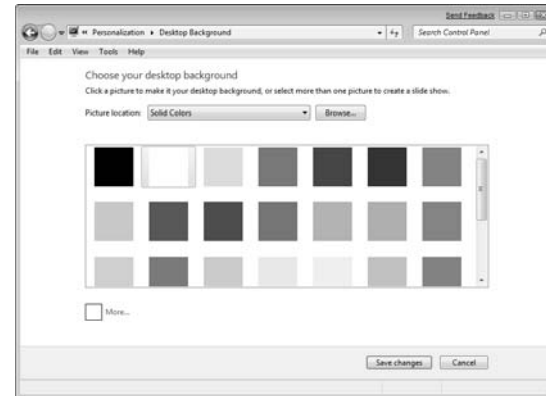 Send Feedback
« Personalization ▸ Desktop Background
Search Control Panel
File Edit View Tools Help
Choose your desktop background
Click a picture to make it your desktop background, or select more than one picture to create a slide show.
Picture location: Solid Colors Browse...
More...
Save changes Cancel